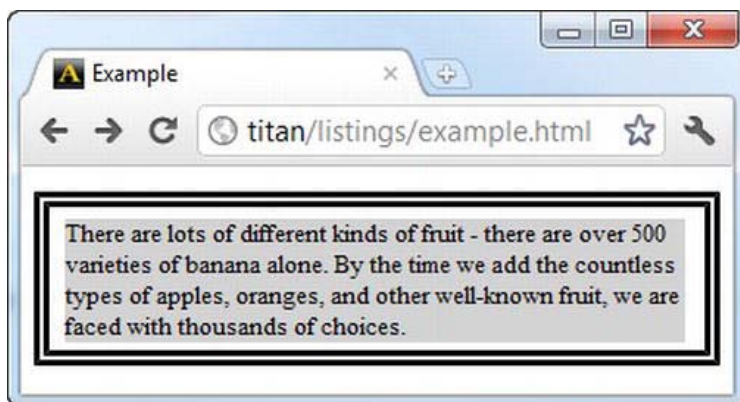 A Example
titan/listings/example.html
There are lots of different kinds of fruit - there are over 500
varieties of banana alone. By the time we add the countless
types of apples, oranges, and other well-known fruit, we are
faced with thousands of choices.